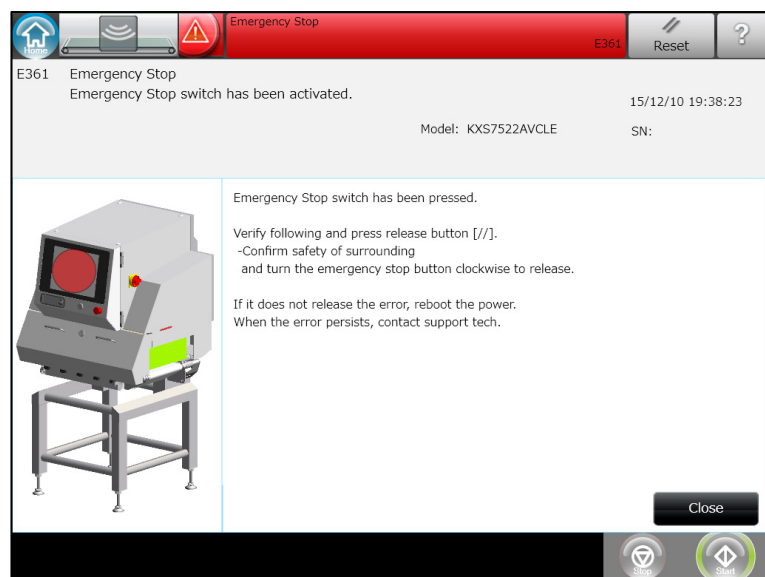 Home
Emergency Stop
E361
Reset
?
E361 Emergency Stop
Emergency Stop switch has been activated.
15/12/10 19:38:23
Model: KXS7522AVCLE
SN:
Emergency Stop switch has been pressed.
Verify following and press release button [//].
-Confirm safety of surrounding
and turn the emergency stop button clockwise to release.
If it does not release the error, reboot the power.
When the error persists, contact support tech.
Close
Stop
Start